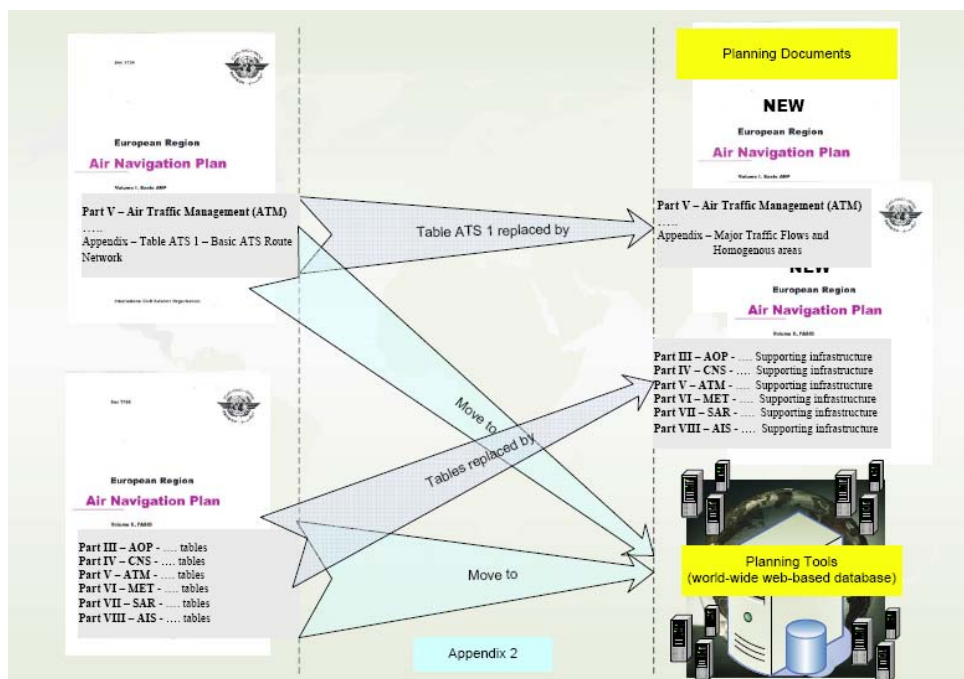 Doc 7754
European Region
Air Navigation Plan
Volume I, Basic ANP
Part V – Air Traffic Management (ATM)
…..
Appendix – Table ATS 1 – Basic ATS Route
Network
International Civil Aviation Organization
Doc 7754
European Region
Air Navigation Plan
Volume II, FASID
Part III – AOP - …. tables
Part IV – CNS - …. tables
Part V – ATM - …. tables
Part VI – MET - …. tables
Part VII – SAR - …. tables
Part VIII – AIS - …. tables
Table ATS 1 replaced by
Move to
Tables replaced by
Move to
Appendix 2
Planning Documents
NEW
European Region
Air Navigation Plan
Volume I, Basic ANP
Part V – Air Traffic Management (ATM)
…..
Appendix – Major Traffic Flows and
Homogenous areas
NEW
European Region
Air Navigation Plan
Volume II, FASID
Part III – AOP - …. Supporting infrastructure
Part IV – CNS - …. Supporting infrastructure
Part V – ATM - …. Supporting infrastructure
Part VI – MET - …. Supporting infrastructure
Part VII – SAR - …. Supporting infrastructure
Part VIII – AIS - …. Supporting infrastructure
Planning Tools
(world-wide web-based database)